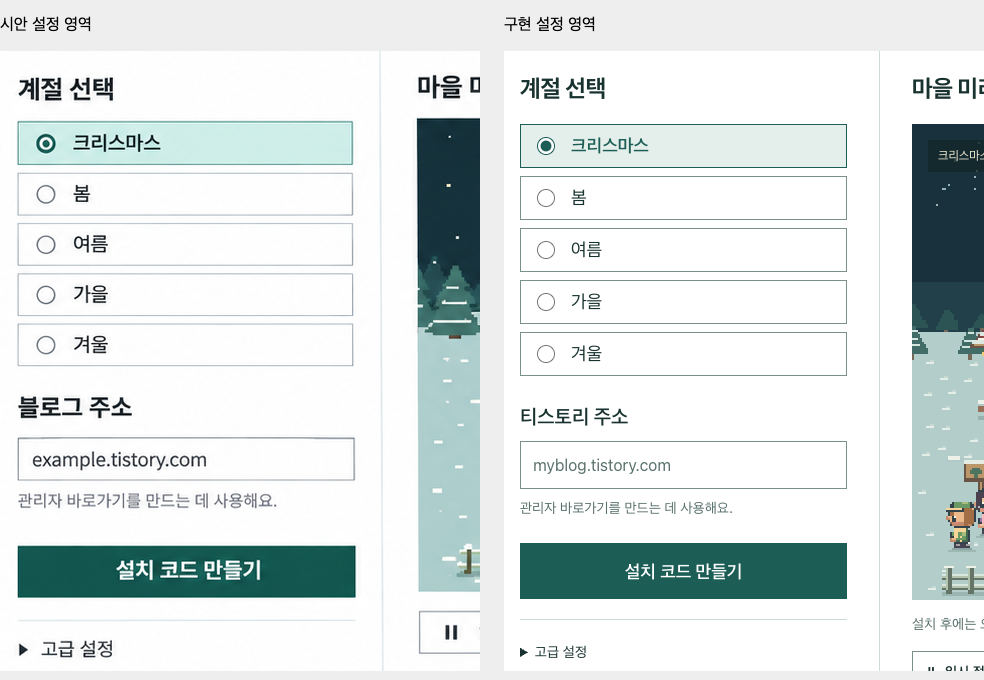 시안 설정 영역
계절 선택
크리스마스
봄
여름
가을
겨울
블로그 주소
example.tistory.com
관리자 바로가기를 만드는 데 사용해요.
설치 코드 만들기
고급 설정
마을
구현 설정 영역
계절 선택
크리스마스
봄
여름
가을
겨울
티스토리 주소
myblog.tistory.com
관리자 바로가기를 만드는 데 사용해요.
설치 코드 만들기
고급 설정
마을
크리스마스
설치 후에는